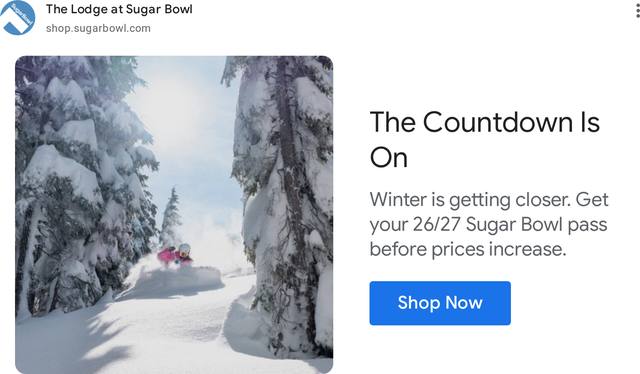 The Lodge at Sugar Bowl
shop.sugarbowl.com
The Countdown Is
On
Winter is getting closer. Get
your 26/27 Sugar Bowl pass
before prices increase.
Shop Now